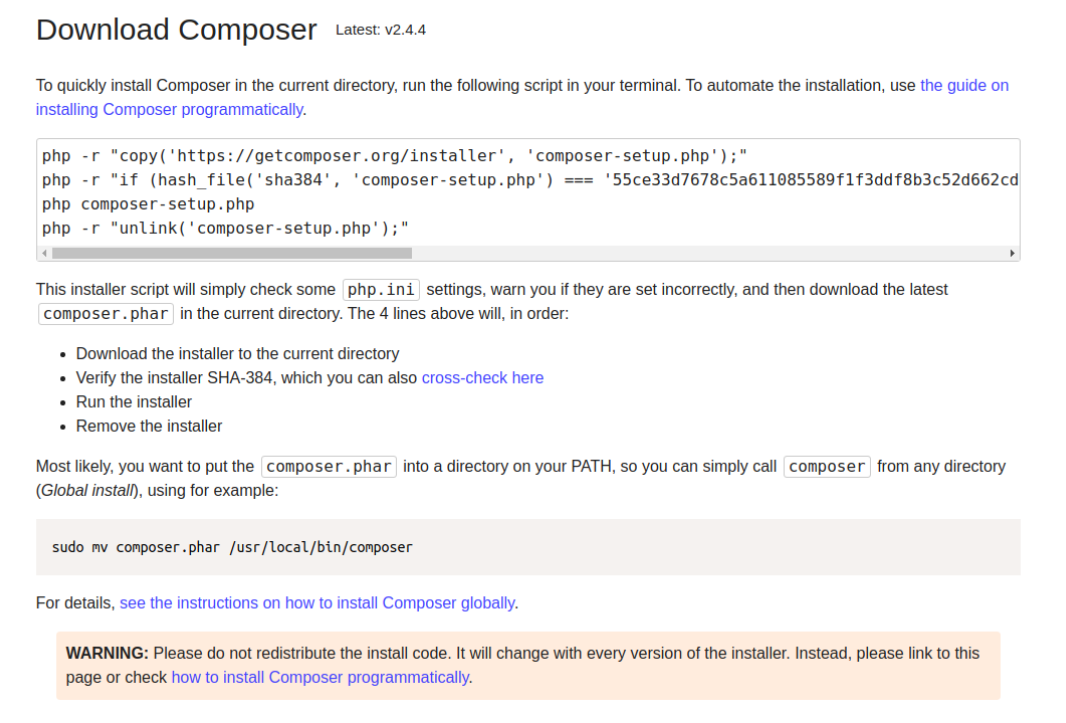 Download Composer Latest: v2.4.4
To quickly install Composer in the current directory, run the following script in your terminal. To automate the installation, use the guide on
installing Composer programmatically.
php -r "copy('https://getcomposer.org/installer', 'composer-setup.php');"
php -r "if (hash_file('sha384', 'composer-setup.php') === '55ce33d7678c5a611085589f1f3ddf8b3c52d662cd
php composer-setup.php
php -r "unlink('composer-setup.php');"
This installer script will simply check some php.ini settings, warn you if they are set incorrectly, and then download the latest
composer.phar in the current directory. The 4 lines above will, in order:
• Download the installer to the current directory
• Verify the installer SHA-384, which you can also cross-check here
• Run the installer
• Remove the installer
Most likely, you want to put the composer.phar into a directory on your PATH, so you can simply call composer from any directory
(Global install), using for example:
sudo mv composer.phar /usr/local/bin/composer
For details, see the instructions on how to install Composer globally.
WARNING: Please do not redistribute the install code. It will change with every version of the installer. Instead, please link to this
page or check how to install Composer programmatically.